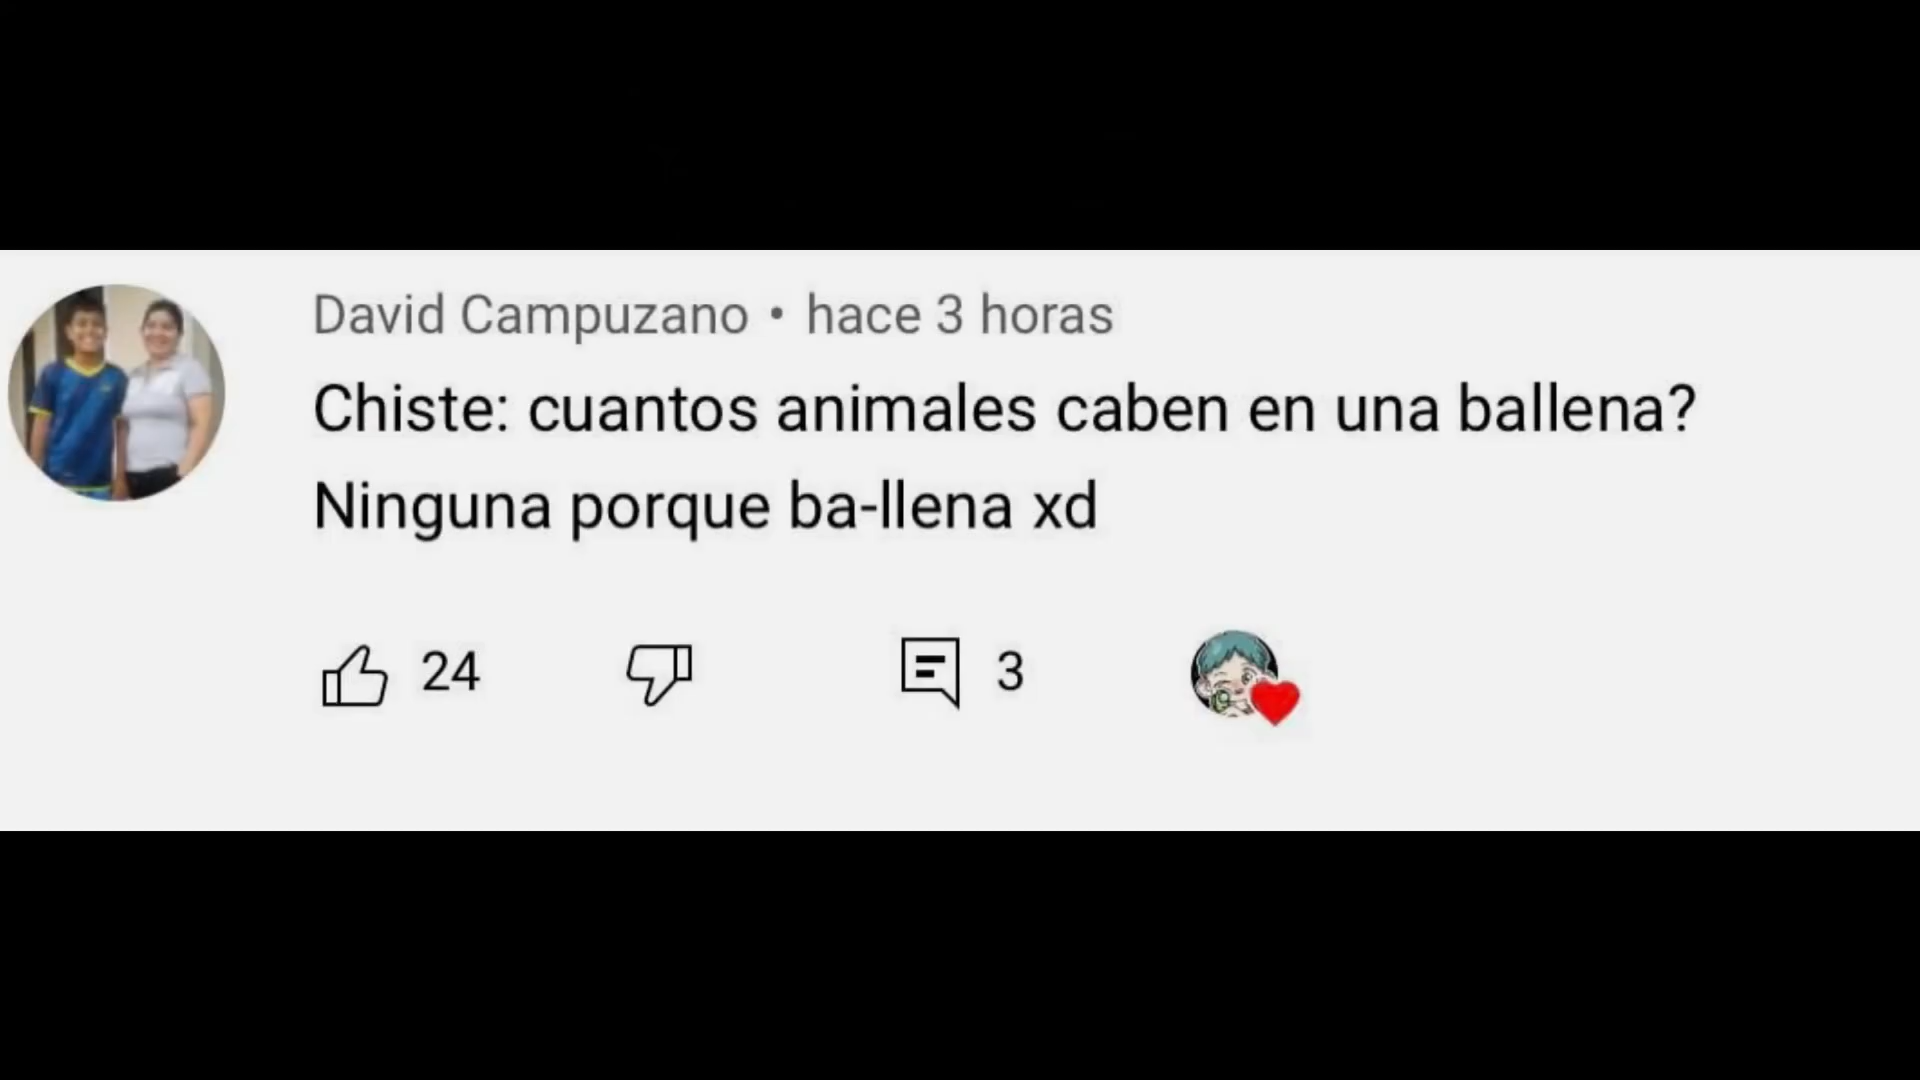 David Campuzano • hace 3 horas
Chiste: cuantos animales caben en una ballena?
Ninguna porque ba-llena xd
24 3